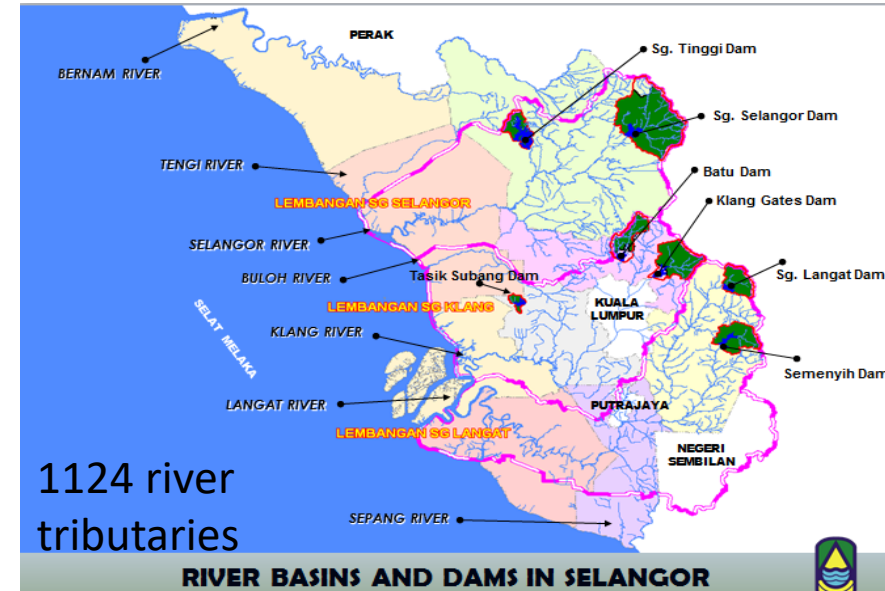 PERAK
Sg. Tinggi Dam
BERNAM RIVER
Sg. Selangor Dam
TENGI RIVER
Batu Dam
LEMBANGAN SG SELANGOR
Klang Gates Dam
SELANGOR RIVER
BULOH RIVER
Tasik Subang Dam
Sg. Langat Dam
SELAT MELAKA
LEMBANGAN SG KLANG
KUALA
LUMPUR
KLANG RIVER
Semenyih Dam
LANGAT RIVER
PUTRAJAYA
LEMBANGAN SG LANGAT
NEGERI
SEMBILAN
1124 river
tributaries
SEPANG RIVER
RIVER BASINS AND DAMS IN SELANGOR